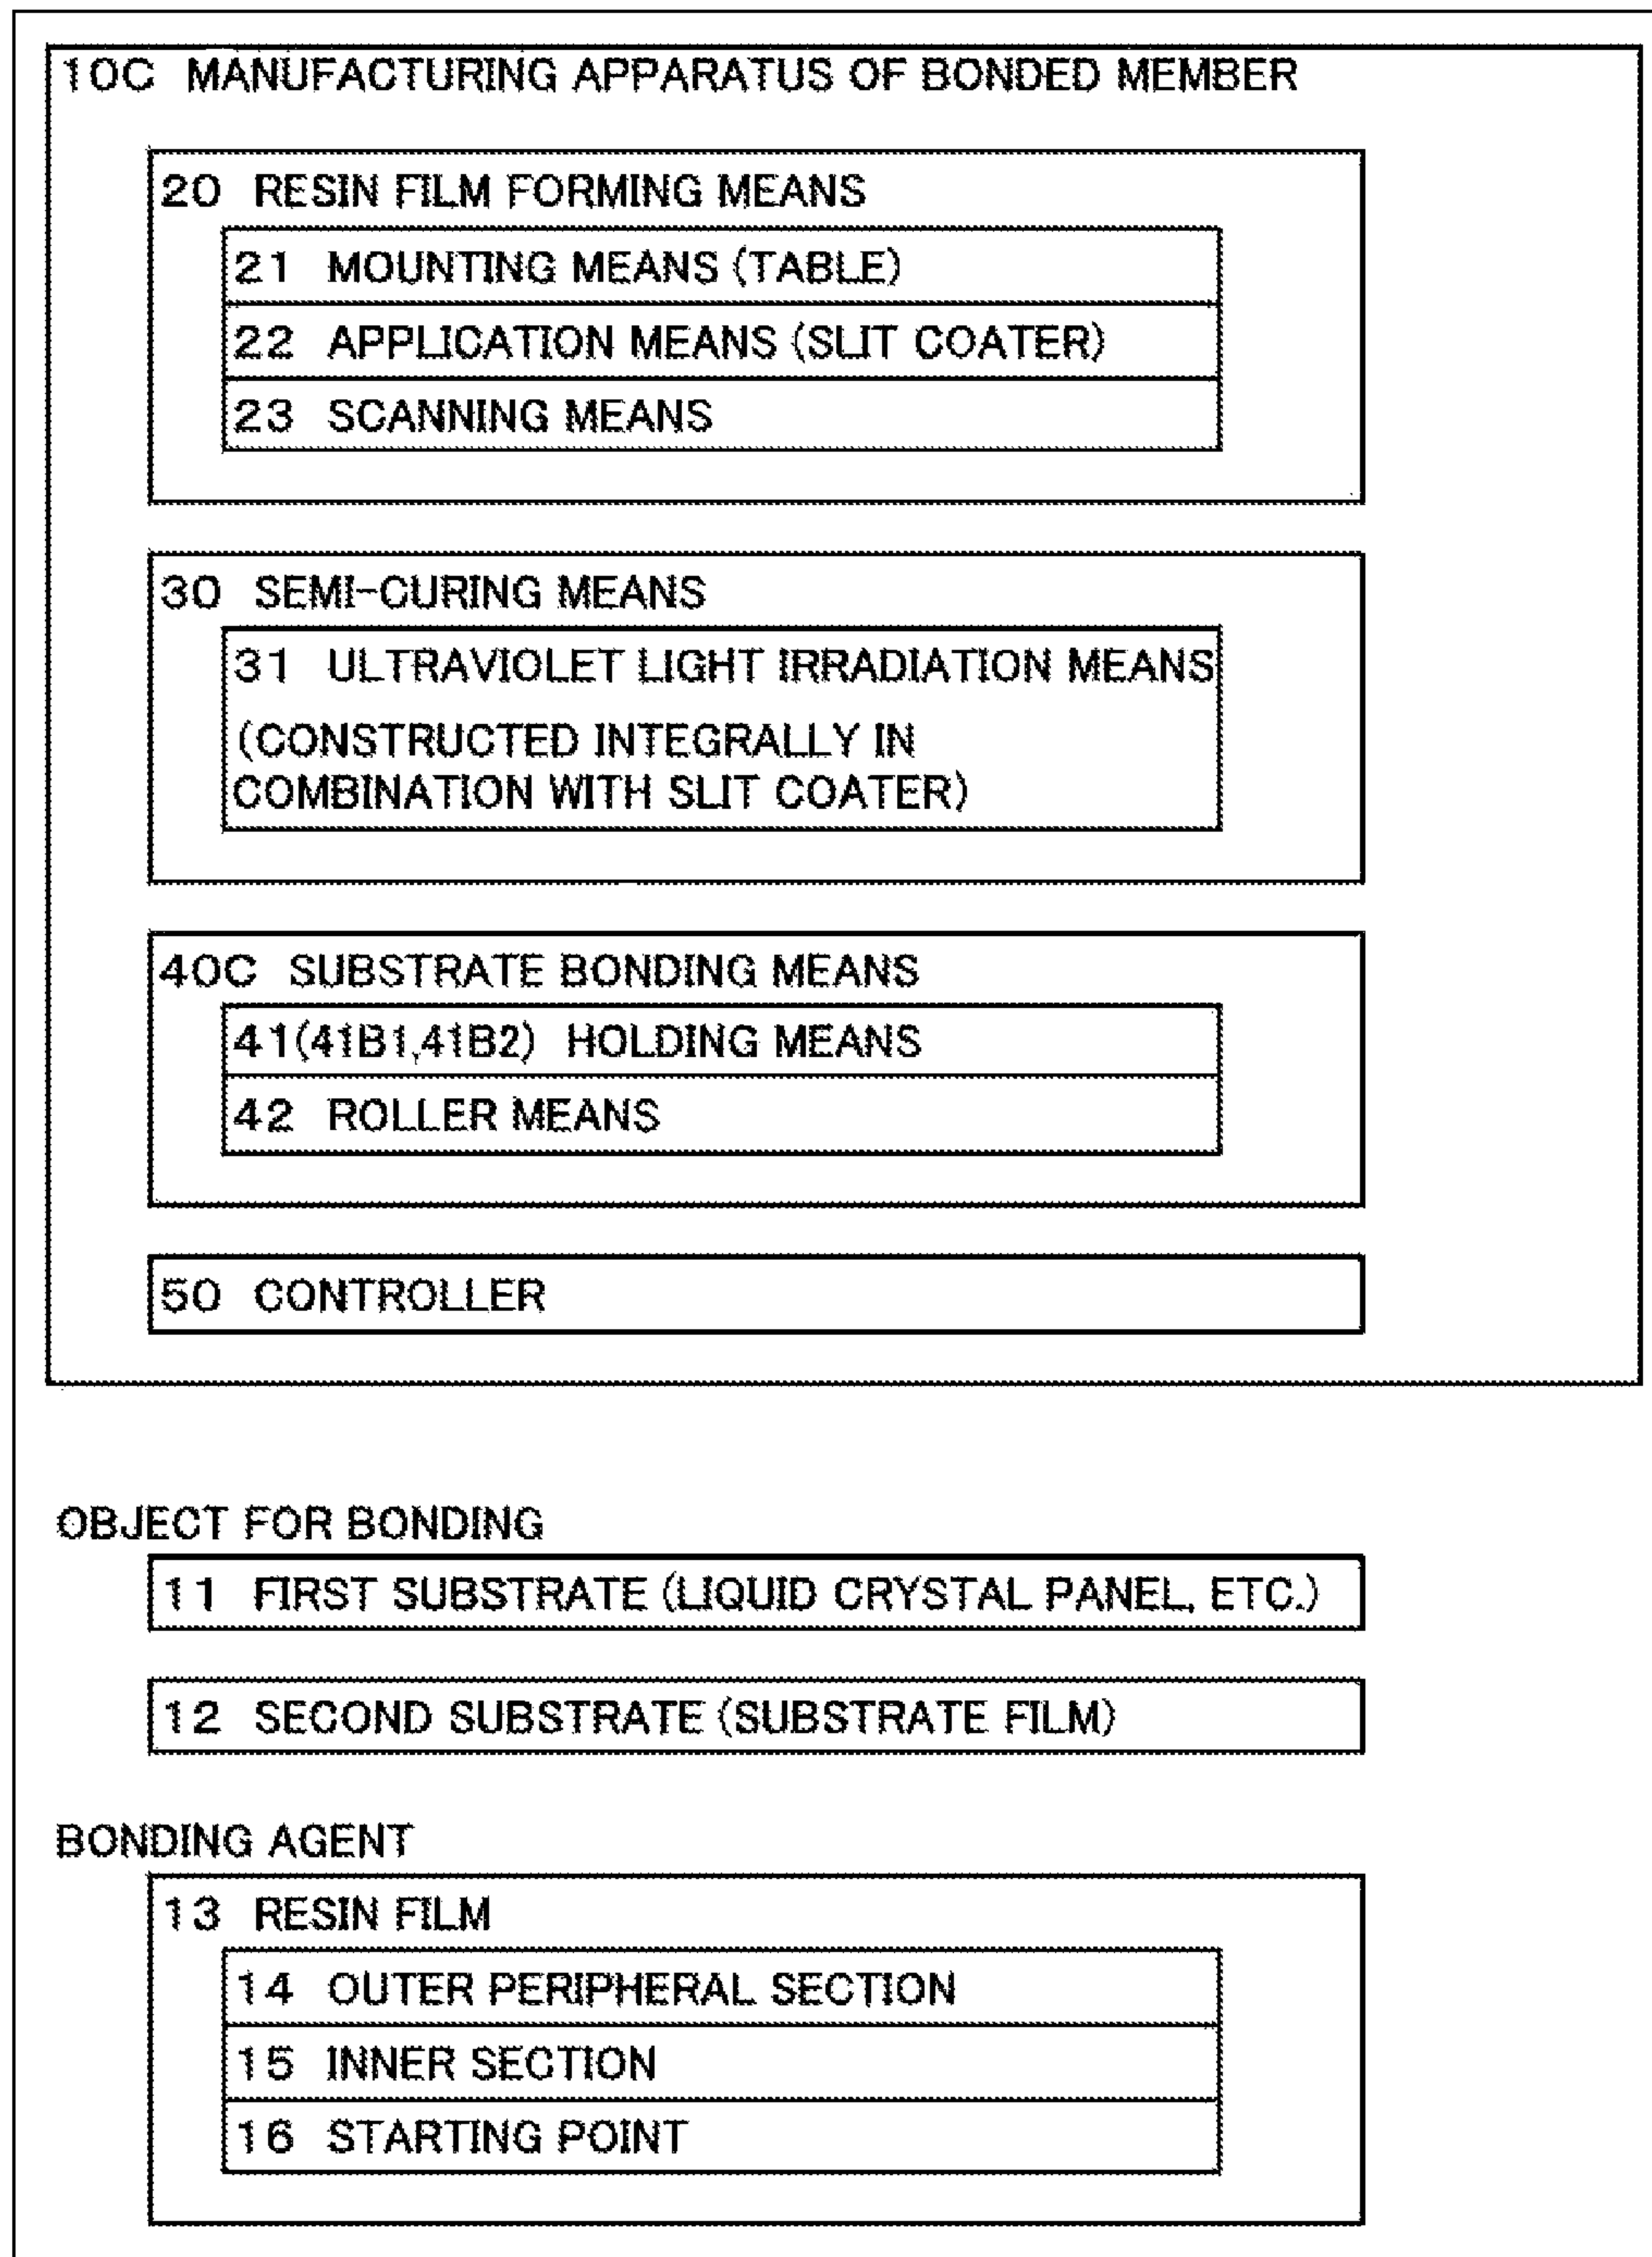 10C MANUFACTURING APPARATUS OF BONDED MEMBER
20 RESIN FILM FORMING MEANS
21 MOUNTING MEANS (TABLE)
22 APPLICATION MEANS (SLIT COATER)
23 SCANNING MEANS
30 SEMI-CURING MEANS
31 ULTRAVIOLET LIGHT IRRADIATION MEANS
(CONSTRUCTED INTEGRALLY IN
COMBINATION WITH SLIT COATER)
40C SUBSTRATE BONDING MEANS
41(41B1,41B2) HOLDING MEANS
42 ROLLER MEANS
50 CONTROLLER
OBJECT FOR BONDING
11 FIRST SUBSTRATE (LIQUID CRYSTAL PANEL, ETC.)
12 SECOND SUBSTRATE (SUBSTRATE FILM)
BONDING AGENT
13 RESIN FILM
14 OUTER PERIPHERAL SECTION
15 INNER SECTION
16 STARTING POINT